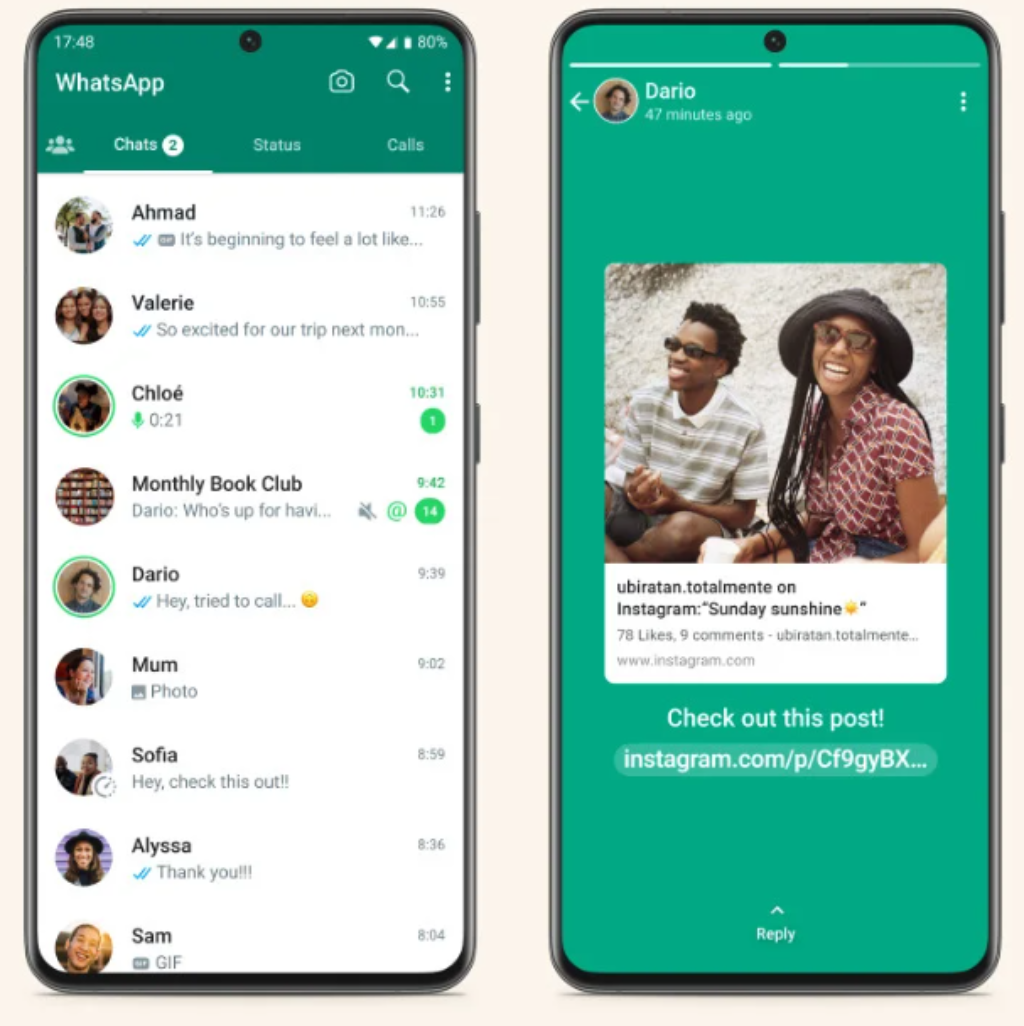 17:48
80%
WhatsApp
Chats 2
Status
Calls
Ahmad
11:26
GIF It's beginning to feel a lot like...
Valerie
10:55
So excited for our trip next mon...
Chloé
10:31
0:21
1
Monthly Book Club
9:42
Dario: Who's up for havi...
@ 14
Dario
9:39
Hey, tried to call...
Mum
9:02
Photo
Sofia
8:59
Hey, check this out!!
Alyssa
8:36
Thank you!!!
Sam
8:04
GIF GIF
Dario
47 minutes ago
ubiratan.totalmente on
Instagram:“Sunday sunshine☀️“
78 Likes, 9 comments - ubiratan.totalmente...
www.instagram.com
Check out this post!
instagram.com/p/Cf9gyBX...
Reply